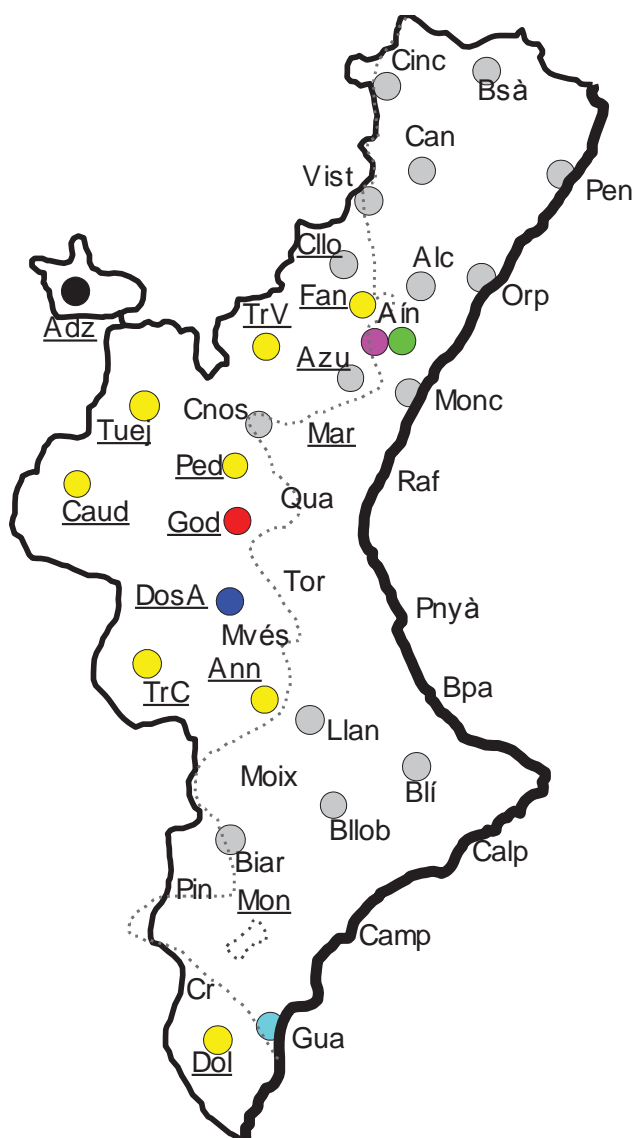 Cinc
Bsà
Can
Vist
Pen
Cllo
Alc
Orp
Fan
TrV
Aín
Adz
Azu
Monc
Cnos
Mar
Tuej
Ped
Raf
Qua
Caud
God
Tor
DosA
Pnyà
Mvés
Ann
TrC
Bpa
Llan
Moix
Blí
Bllob
Calp
Biar
Pin
Mon
Camp
Cr
Gua
Dol